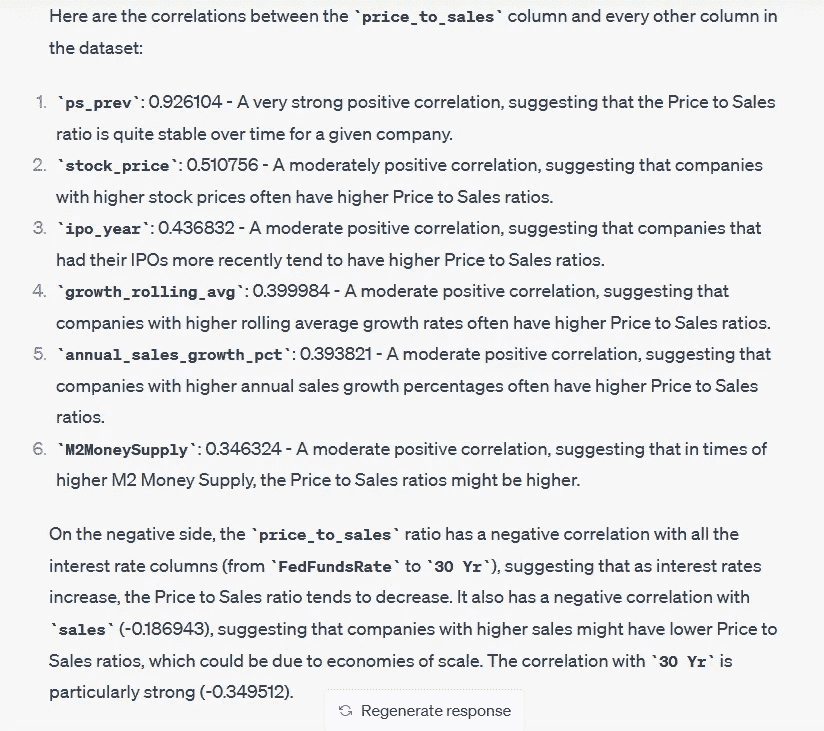 Here are the correlations between the `price_to_sales` column and every other column in
the dataset:
1. `ps_prev`: 0.926104 - A very strong positive correlation, suggesting that the Price to Sales
ratio is quite stable over time for a given company.
2. `stock_price`: 0.510756 - A moderately positive correlation, suggesting that companies
with higher stock prices often have higher Price to Sales ratios.
3. `ipo_year`: 0.436832 - A moderate positive correlation, suggesting that companies that
had their IPOs more recently tend to have higher Price to Sales ratios.
4. `growth_rolling_avg`: 0.399984 - A moderate positive correlation, suggesting that
companies with higher rolling average growth rates often have higher Price to Sales ratios.
5. `annual_sales_growth_pct`: 0.393821 - A moderate positive correlation, suggesting that
companies with higher annual sales growth percentages often have higher Price to Sales
ratios.
6. `M2MoneySupply`: 0.346324 - A moderate positive correlation, suggesting that in times of
higher M2 Money Supply, the Price to Sales ratios might be higher.
On the negative side, the `price_to_sales` ratio has a negative correlation with all the
interest rate columns (from `FedFundsRate` to `30 Yr`), suggesting that as interest rates
increase, the Price to Sales ratio tends to decrease. It also has a negative correlation with
`sales` (-0.186943), suggesting that companies with higher sales might have lower Price to
Sales ratios, which could be due to economies of scale. The correlation with `30 Yr` is
particularly strong (-0.349512).
Regenerate response